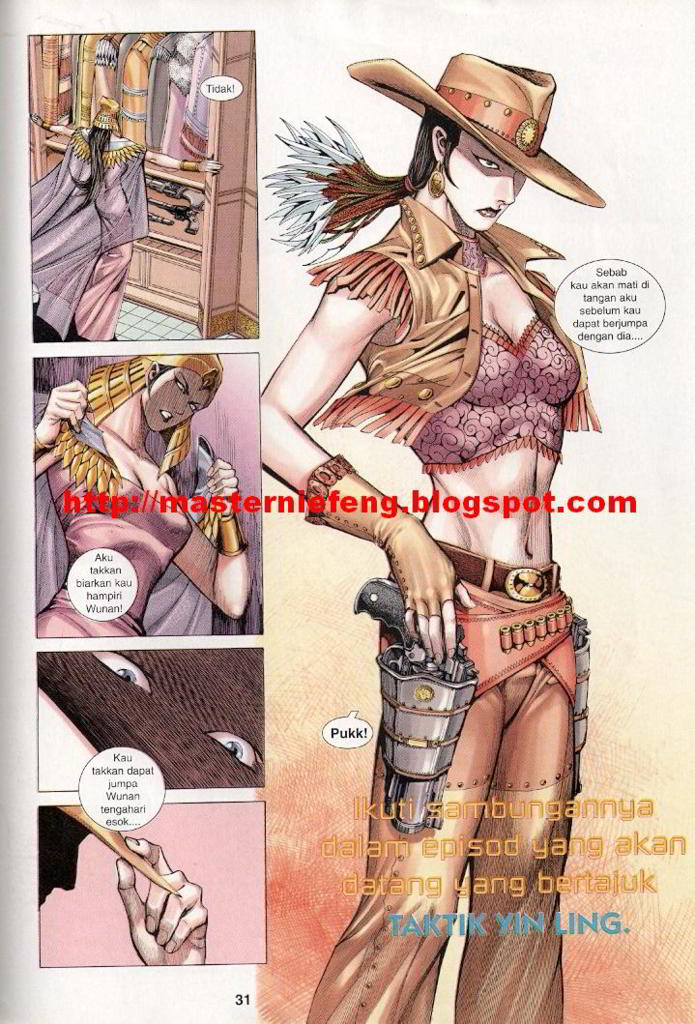 Tidak!
Aku
takkan
biarkan kau
hampiri
Wunan!
Kau
takkan dapat
jumpa
Wunan
tengahari
esok....
Sebab
kau akan mati di
tangan aku
sebelum kau
dapat berjumpa
dengan dia....
http://masterniefeng.blogspot.com
Pukk!
Ikuti sambungannya
dalam episod yang akan
datang yang bertajuk
TAKTIK YIN LING.
31